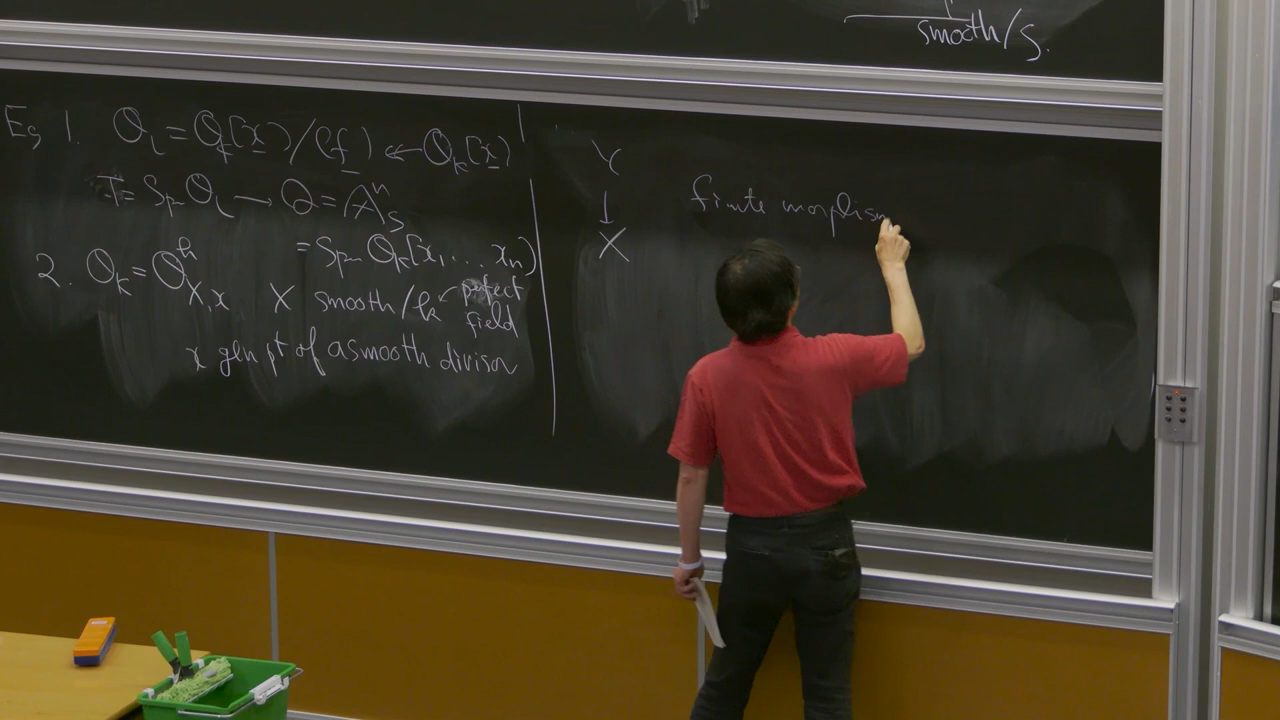 smooth/S.
Eg 1. O_L = O_K[x]/(f) ← O_K[x]
T = Sp O_L → Q = A^n_S
= Sp O_K[x_1 ... x_n]
2. O_K = O^h_{X,x} X smooth/k ← perfect field
x gen pt of a smooth divisor
Y
↓
X
finite morphism